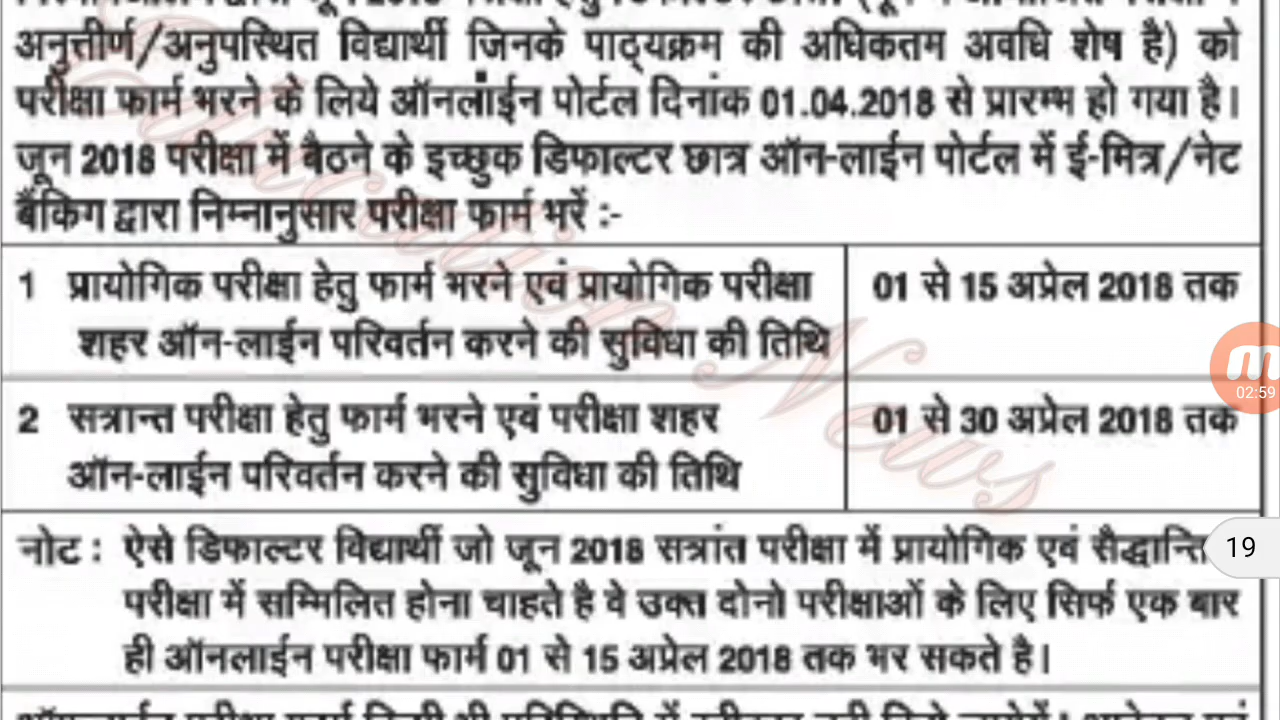 अनुत्तीर्ण/अनुपस्थित विद्यार्थी जिनके पाठ्यक्रम की अधिकतम अवधि शेष है) को
परीक्षा फार्म भरने के लिये ऑनलांईन पोर्टल दिनांक 01.04.2018 से प्रारम्भ हो गया है।
जून 2018 परीक्षा में बैठने के इच्छुक डिफाल्टर छात्र ऑन-लाईन पोर्टल में ई-मित्र/नेट
बैंकिग द्वारा निम्नानुसार परीक्षा फार्म भरें :-
1 प्रायोगिक परीक्षा हेतु फार्म भरने एवं प्रायोगिक परीक्षा 01 से 15 अप्रेल 2018 तक
शहर ऑन-लाईन परिवर्तन करने की सुविधा की तिथि
02:59
2 सत्रान्त परीक्षा हेतु फार्म भरने एवं परीक्षा शहर 01 से 30 अप्रेल 2018 तक
ऑन-लाईन परिवर्तन करने की सुविधा की तिथि
Education News
नोट : ऐसे डिफाल्टर विद्यार्थी जो जून 2018 सत्रांत परीक्षा में प्रायोगिक एवं
19
परीक्षा में सम्मिलित होना चाहते है वे उक्त दोनो परीक्षाओं के लिए सिर्फ एक बार
ही ऑनलाईन परीक्षा फार्म 01 से 15 अप्रेल 2018 तक भर सकते है।